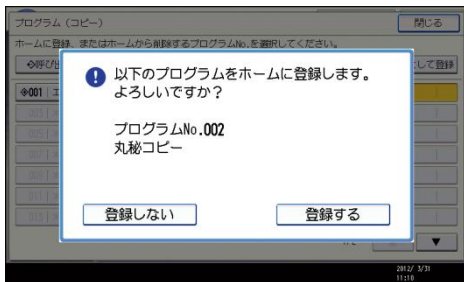 プログラム (コピー)
閉じる
ホームに登録、またはホームから削除するプログラムNo.を選択してください。
呼び出
して登録
001
以下のプログラムをホームに登録します。
よろしいですか？
プログラムNo.002
丸秘コピー
登録しない
登録する
▼
2012/ 3/31
11:10